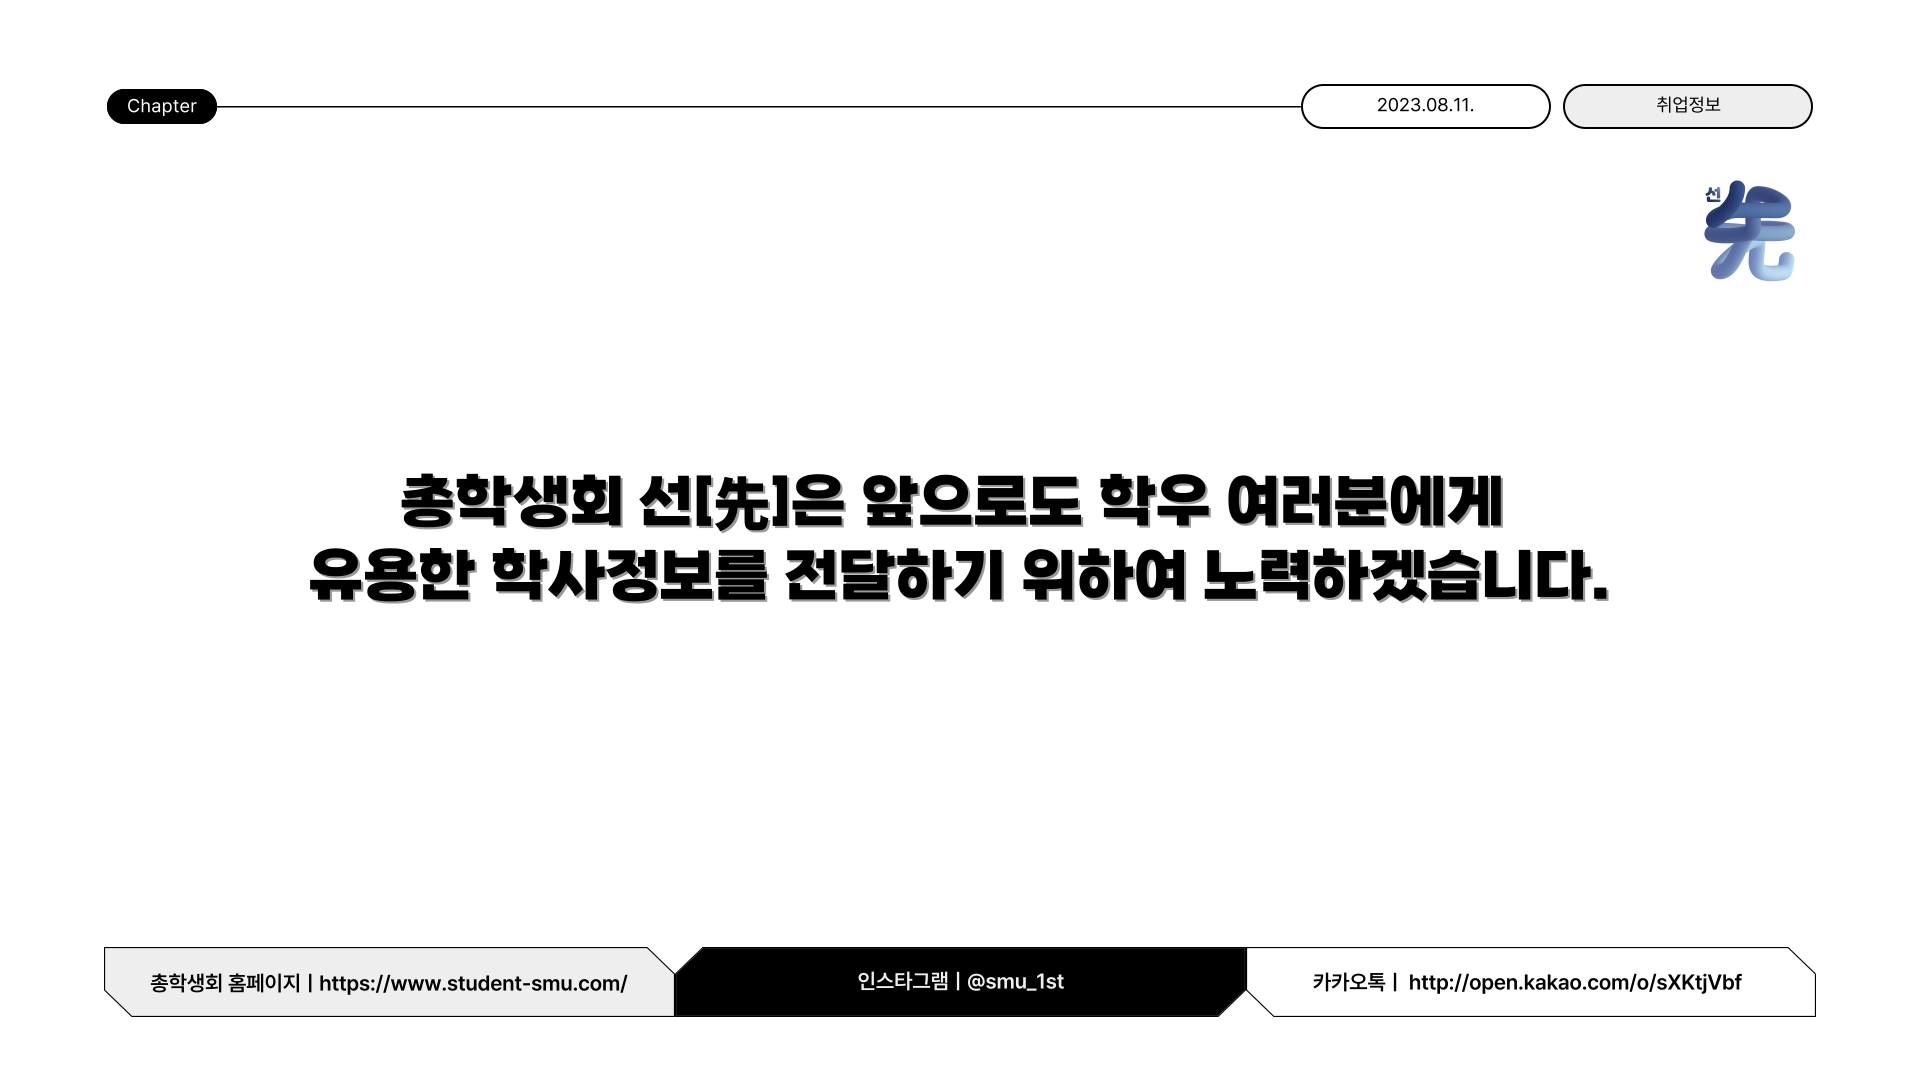 Chapter
2023.08.11.
취업정보
선
先
총학생회 선[先]은 앞으로도 학우 여러분에게
유용한 학사정보를 전달하기 위하여 노력하겠습니다.
총학생회 홈페이지 | https://www.student-smu.com/
인스타그램 | @smu_1st
카카오톡 | http://open.kakao.com/o/sXKtjVbf